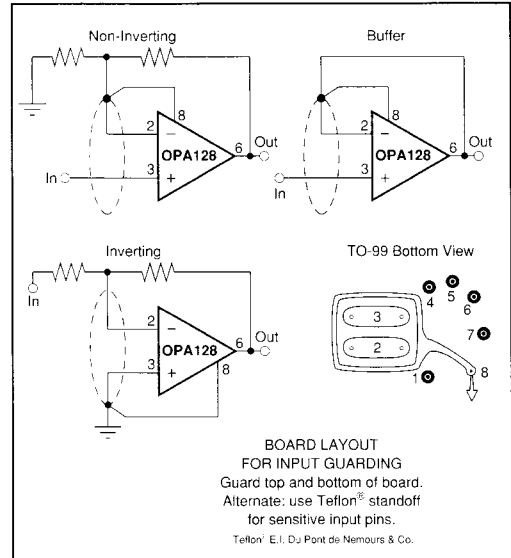 Non-Inverting
8
2
−
OPA128
6
Out
3
+
In
Buffer
8
2
−
OPA128
6
Out
3
+
In
Inverting
In
2
−
OPA128
6
Out
3
+
8
TO-99 Bottom View
4
5
6
3
7
2
8
1
BOARD LAYOUT
FOR INPUT GUARDING
Guard top and bottom of board.
Alternate: use Teflon® standoff
for sensitive input pins.
Teflon® E.I. Du Pont de Nemours & Co.